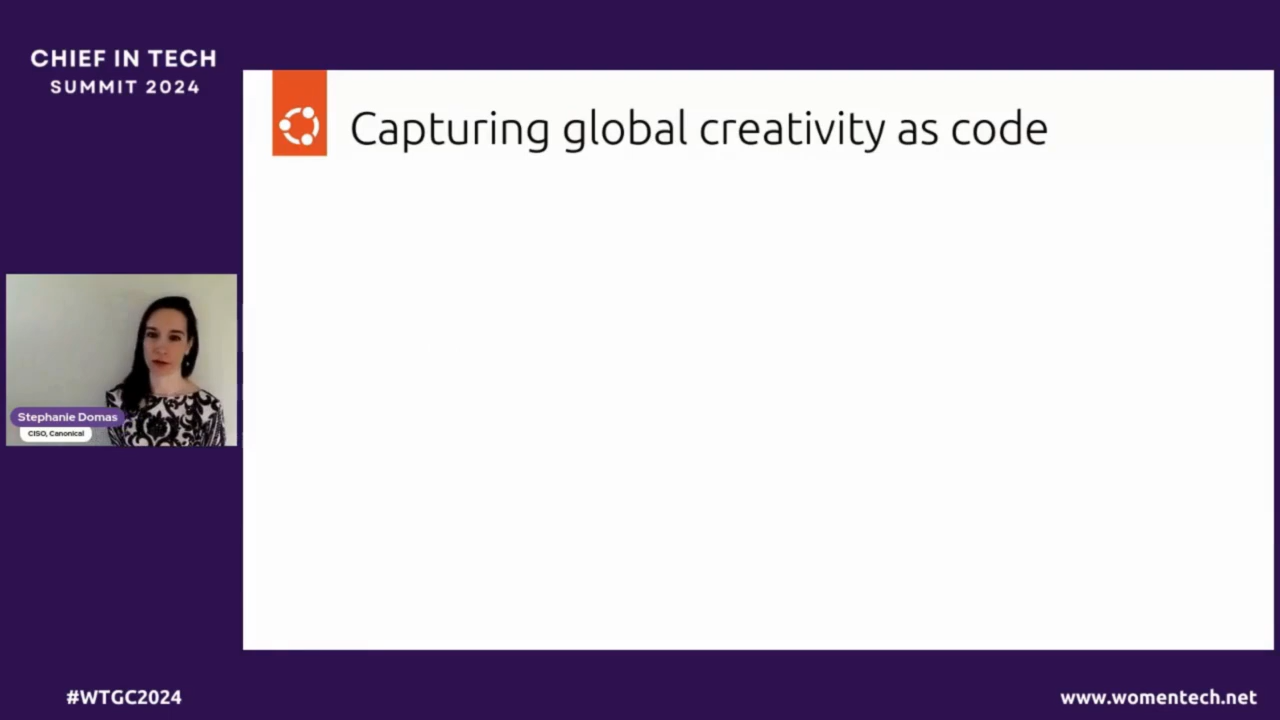 CHIEF IN TECH
SUMMIT 2024
Capturing global creativity as code
Stephanie Domas
CISO, Canonical
#WTGC2024
www.womentech.net